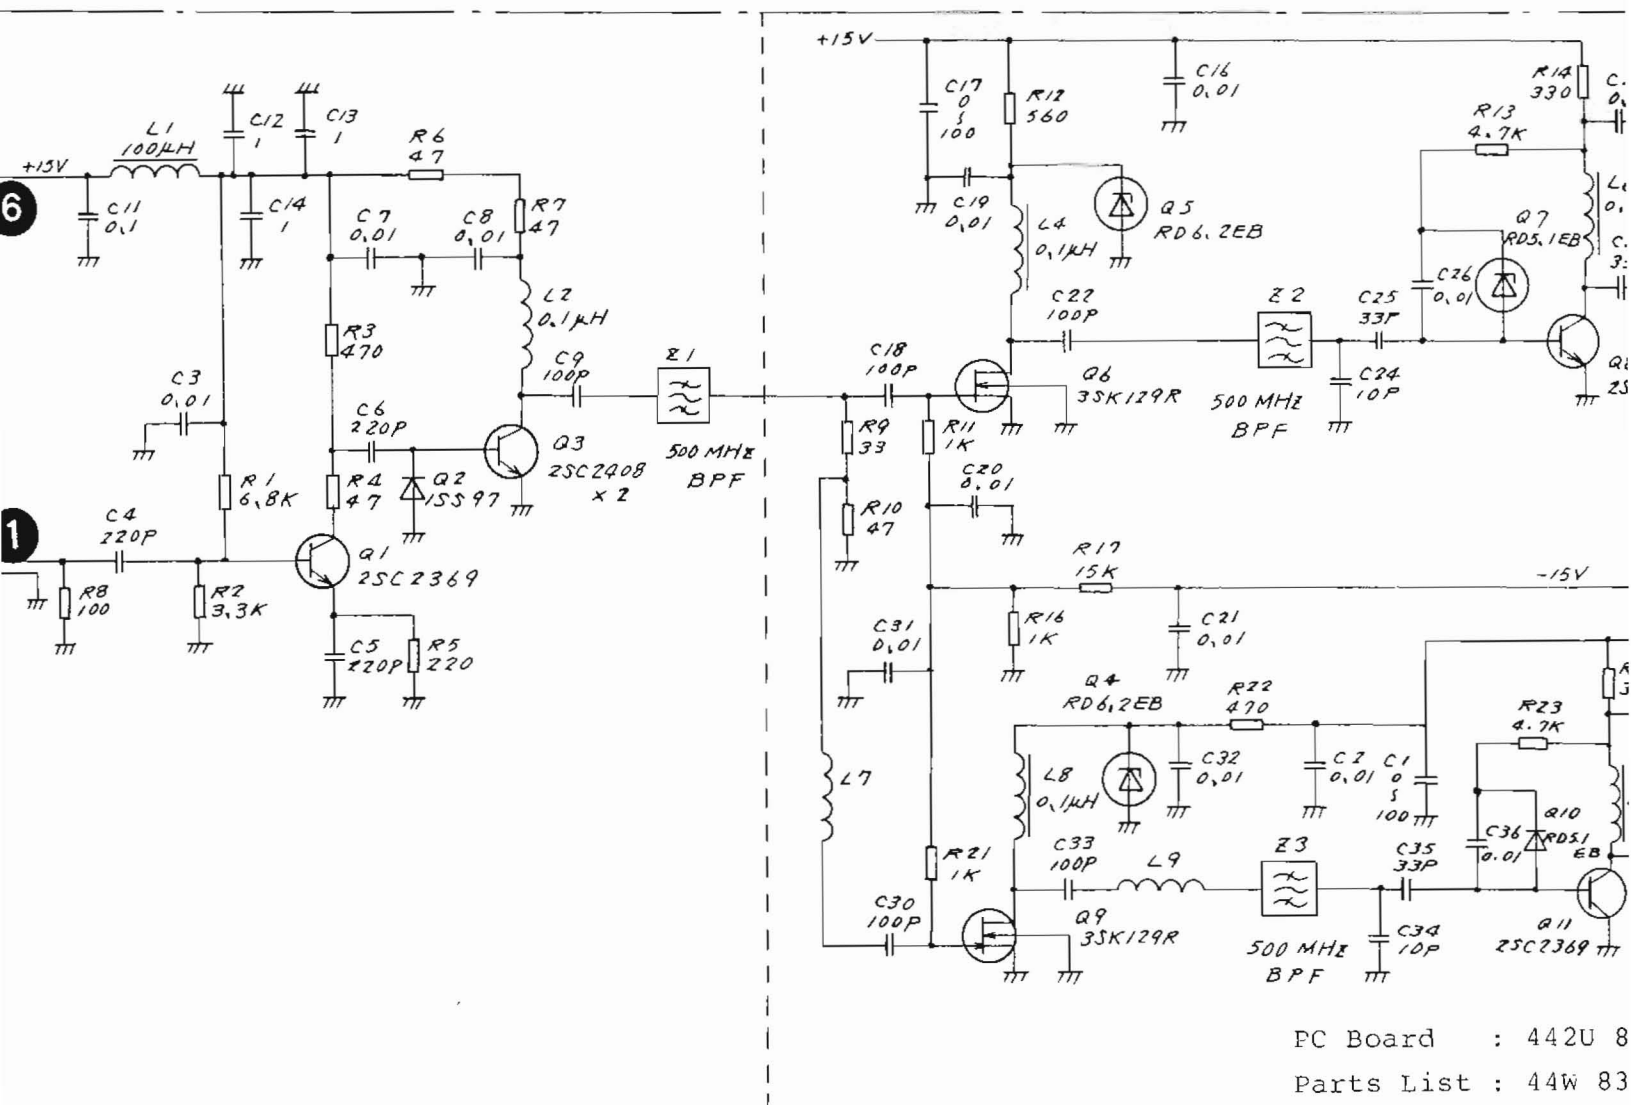 +15V
6
C11
0.1
L1
100μH
C12
1
C13
1
C14
1
R6
47
R7
47
C7
0.01
C8
0.01
L2
0.1μH
R3
470
C3
0.01
C9
100P
Z1
500 MHz
BPF
C6
220P
Q3
2SC2408
×2
R1
6.8K
R4
47
Q2
1SS97
1
C4
220P
Q1
2SC2369
R8
100
R2
3.3K
C5
220P
R5
220
+15V
C17
0
S
100
R12
560
C16
0.01
R14
330
R13
4.7K
C19
0.01
L4
0.1μH
Q5
RD6.2EB
Q7
RD5.1EB
C26
0.01
C22
100P
Z2
500 MHz
BPF
C25
33P
C24
10P
C18
100P
Q6
3SK129R
R9
33
R11
1K
C20
0.01
R10
47
R17
15K
-15V
R16
1K
C21
0.01
C31
0.01
Q4
RD6.2EB
R22
470
R23
4.7K
L7
L8
0.1μH
C32
0.01
C2
0.01
C1
0
S
100
C36
0.01
Q10
RD5.1
EB
R21
1K
C33
100P
L9
Z3
500 MHz
BPF
C35
33P
C34
10P
C30
100P
Q9
3SK129R
Q11
2SC2369
PC Board : 442U 8
Parts List : 44W 83